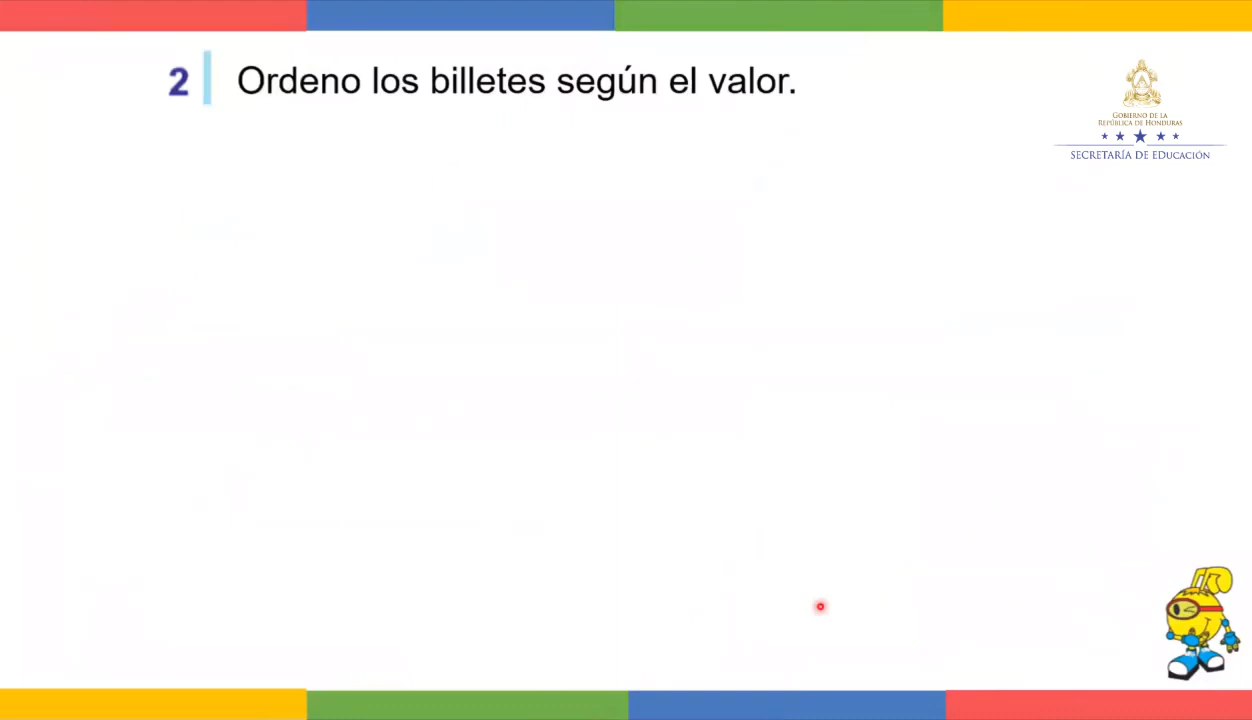 2 Ordeno los billetes según el valor.
GOBIERNO DE LA
REPÚBLICA DE HONDURAS
SECRETARÍA DE EDUCACIÓN